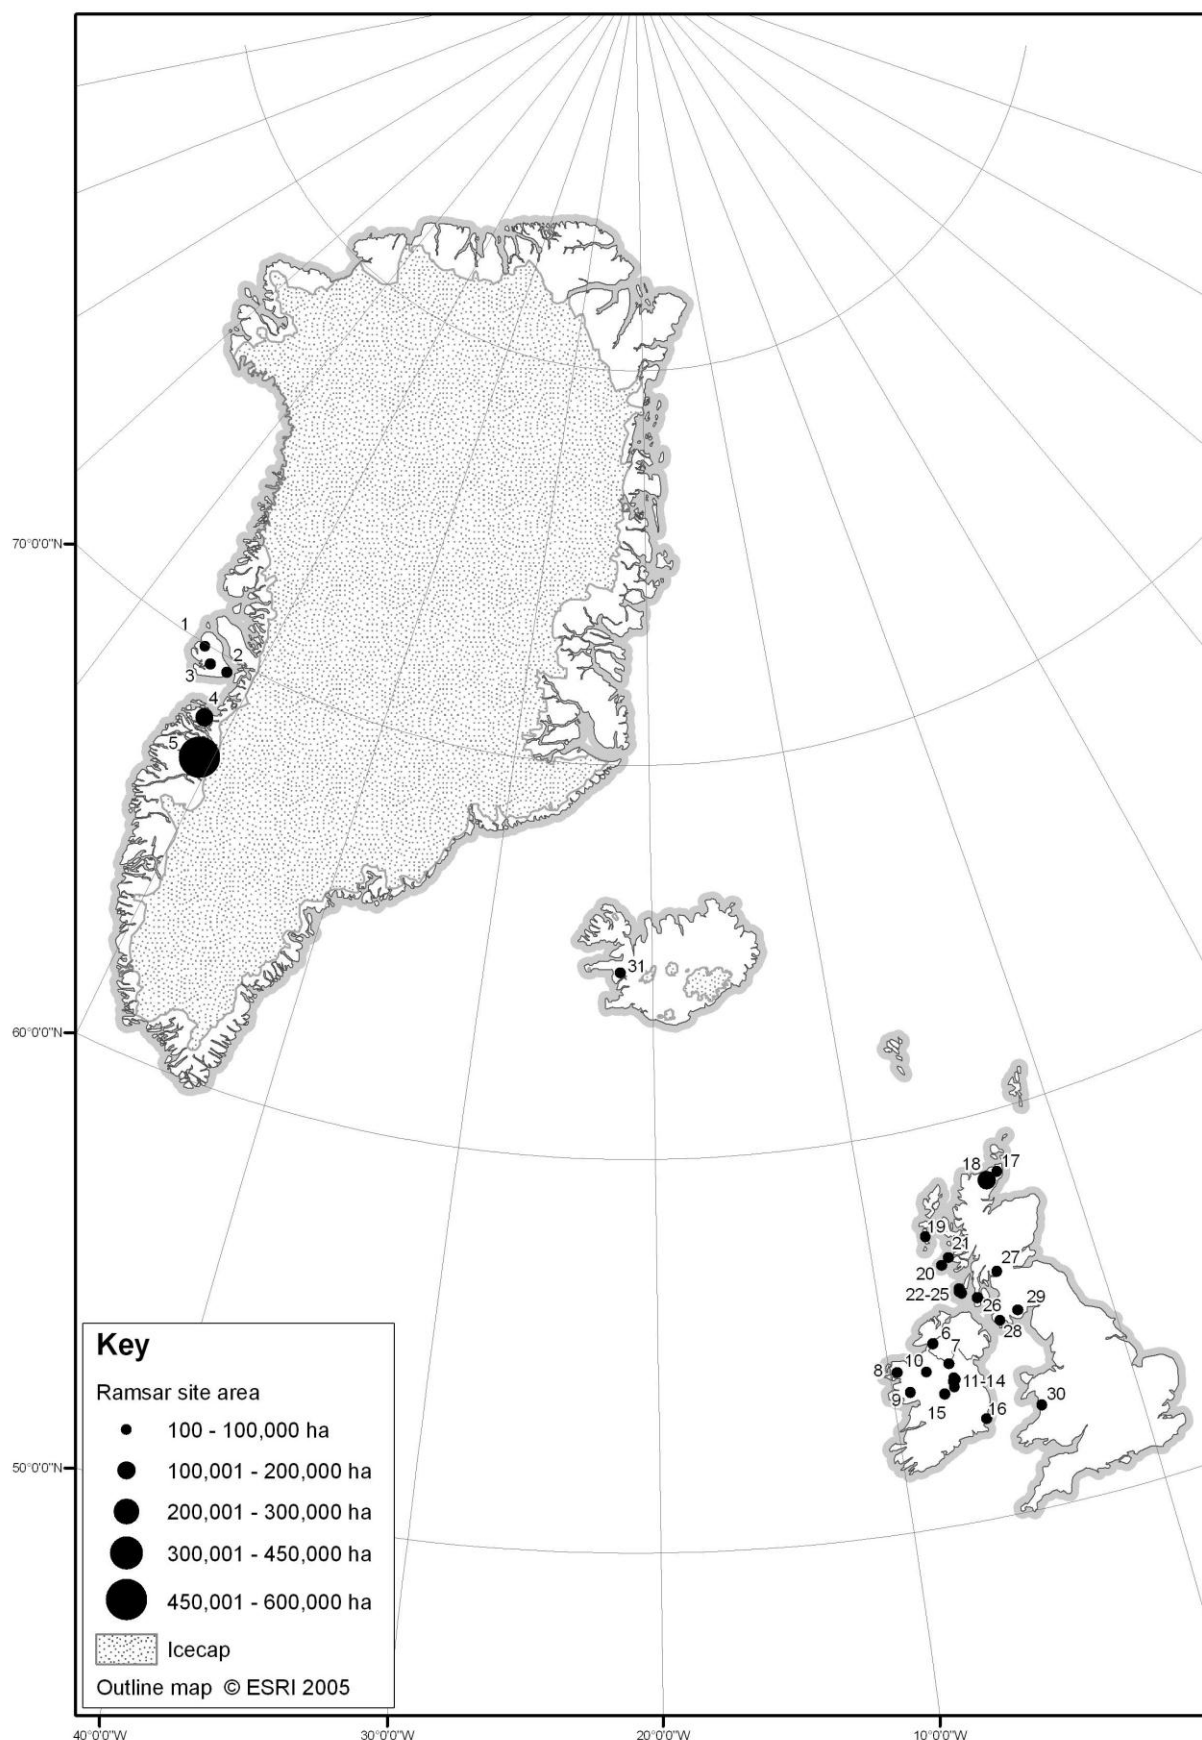 70°0'0"N
1
2
3
4
5
31
60°0'0"N
18
17
19
21
20
27
22-25
26
29
28
6
7
10
8
11-14
9
15
16
30
Key
Ramsar site area
100 - 100,000 ha
100,001 - 200,000 ha
200,001 - 300,000 ha
300,001 - 450,000 ha
450,001 - 600,000 ha
Icecap
Outline map © ESRI 2005
50°0'0"N
40°0'0"W 30°0'0"W 20°0'0"W 10°0'0"W